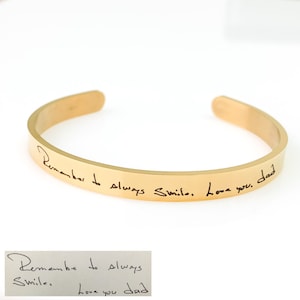 Remember to always Smile. Love you, dad
Remember to always
Smile.
Love you dad